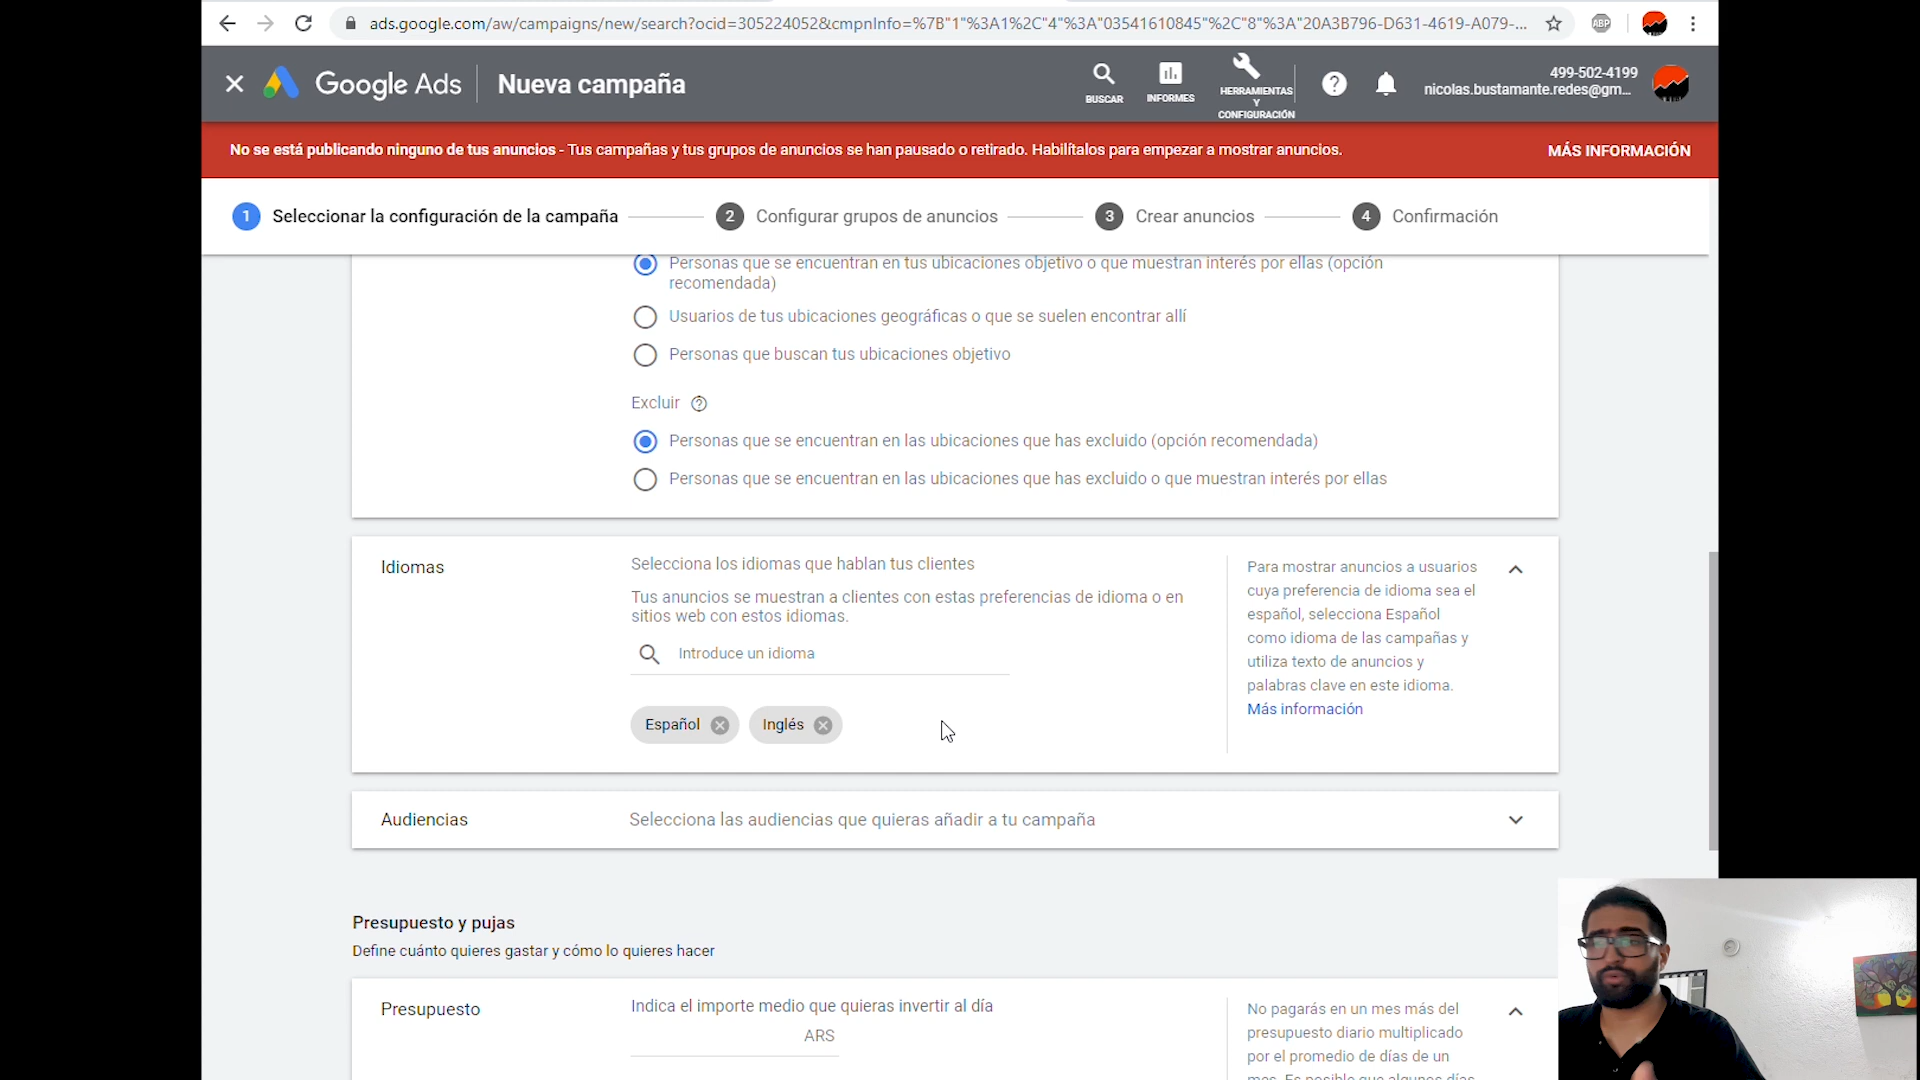 ads.google.com/aw/campaigns/new/search?ocid=305224052&cmpnInfo=%7B"1"%3A1%2C"4"%3A"03541610845"%2C"8"%3A"20A3B796-D631-4619-A079-...
ABP
Google Ads
Nueva campaña
BUSCAR
INFORMES
HERRAMIENTAS
Y
CONFIGURACIÓN
499-502-4199
nicolas.bustamante.redes@gm...
No se está publicando ninguno de tus anuncios - Tus campañas y tus grupos de anuncios se han pausado o retirado. Habilítalos para empezar a mostrar anuncios.
MÁS INFORMACIÓN
1 Seleccionar la configuración de la campaña
2 Configurar grupos de anuncios
3 Crear anuncios
4 Confirmación
Personas que se encuentran en tus ubicaciones objetivo o que muestran interés por ellas (opción
recomendada)
Usuarios de tus ubicaciones geográficas o que se suelen encontrar allí
Personas que buscan tus ubicaciones objetivo
Excluir
Personas que se encuentran en las ubicaciones que has excluido (opción recomendada)
Personas que se encuentran en las ubicaciones que has excluido o que muestran interés por ellas
Idiomas
Selecciona los idiomas que hablan tus clientes
Tus anuncios se muestran a clientes con estas preferencias de idioma o en
sitios web con estos idiomas.
Introduce un idioma
Español
Inglés
Para mostrar anuncios a usuarios
cuya preferencia de idioma sea el
español, selecciona Español
como idioma de las campañas y
utiliza texto de anuncios y
palabras clave en este idioma.
Más información
Audiencias
Selecciona las audiencias que quieras añadir a tu campaña
Presupuesto y pujas
Define cuánto quieres gastar y cómo lo quieres hacer
Presupuesto
Indica el importe medio que quieras invertir al día
ARS
No pagarás en un mes más del
presupuesto diario multiplicado
por el promedio de días de un
mes. Es posible que algunos días